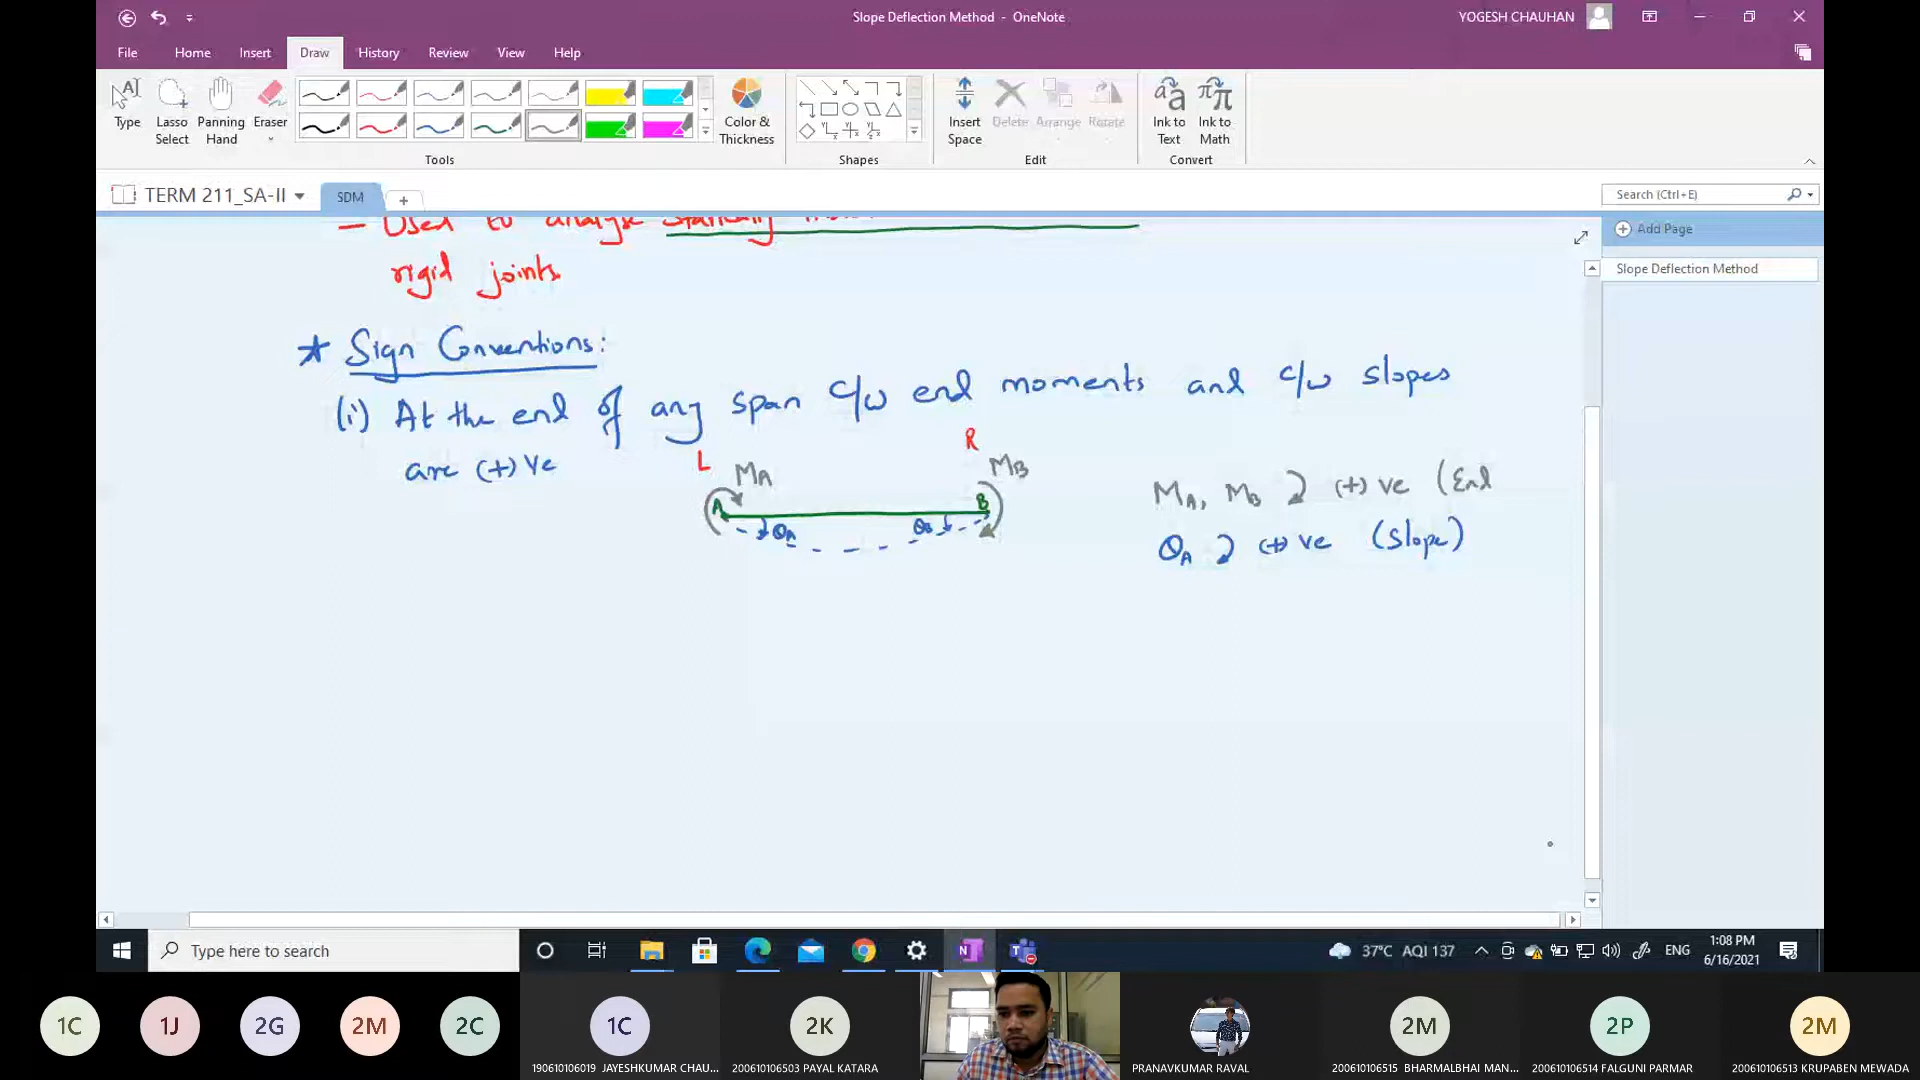 Slope Deflection Method - OneNote
YOGESH CHAUHAN
File Home Insert Draw History Review View Help
Type
Lasso Select
Panning Hand
Eraser
Color & Thickness
Insert Space
Delete
Arrange
Rotate
Ink to Text
Ink to Math
Tools
Shapes
Edit
Convert
TERM 211_SA-II
SDM
Search (Ctrl+E)
Add Page
Slope Deflection Method
- Used to analyse statically
rigid joints
* Sign Conventions:
(i) At the end of any span c/w end moments and c/w slopes
are (+) ve
L
R
MA
MB
A
B
θA
θB
MA, MB (+) ve (End
θA (+) ve (slope)
Type here to search
37°C AQI 137
ENG
1:08 PM
6/16/2021
1C
1J
2G
2M
2C
1C
2K
2M
2P
2M
190610106019 JAYESHKUMAR CHAU...
200610106503 PAYAL KATARA
PRANAVKUMAR RAVAL
200610106515 BHARMALBHAI MAN...
200610106514 FALGUNI PARMAR
200610106513 KRUPABEN MEWADA